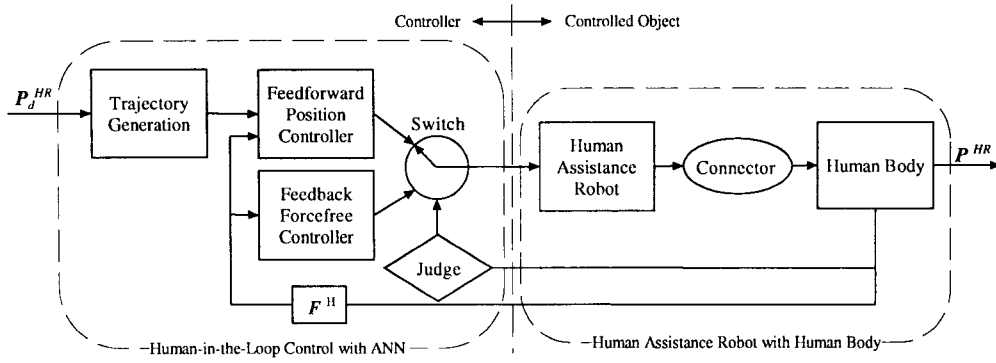 Controller
Controlled Object
P_d^HR
Trajectory
Generation
Feedforward
Position
Controller
Switch
Feedback
Forcefree
Controller
Judge
F^H
Human
Assistance
Robot
Connector
Human Body
P^HR
Human-in-the-Loop Control with ANN
Human Assistance Robot with Human Body